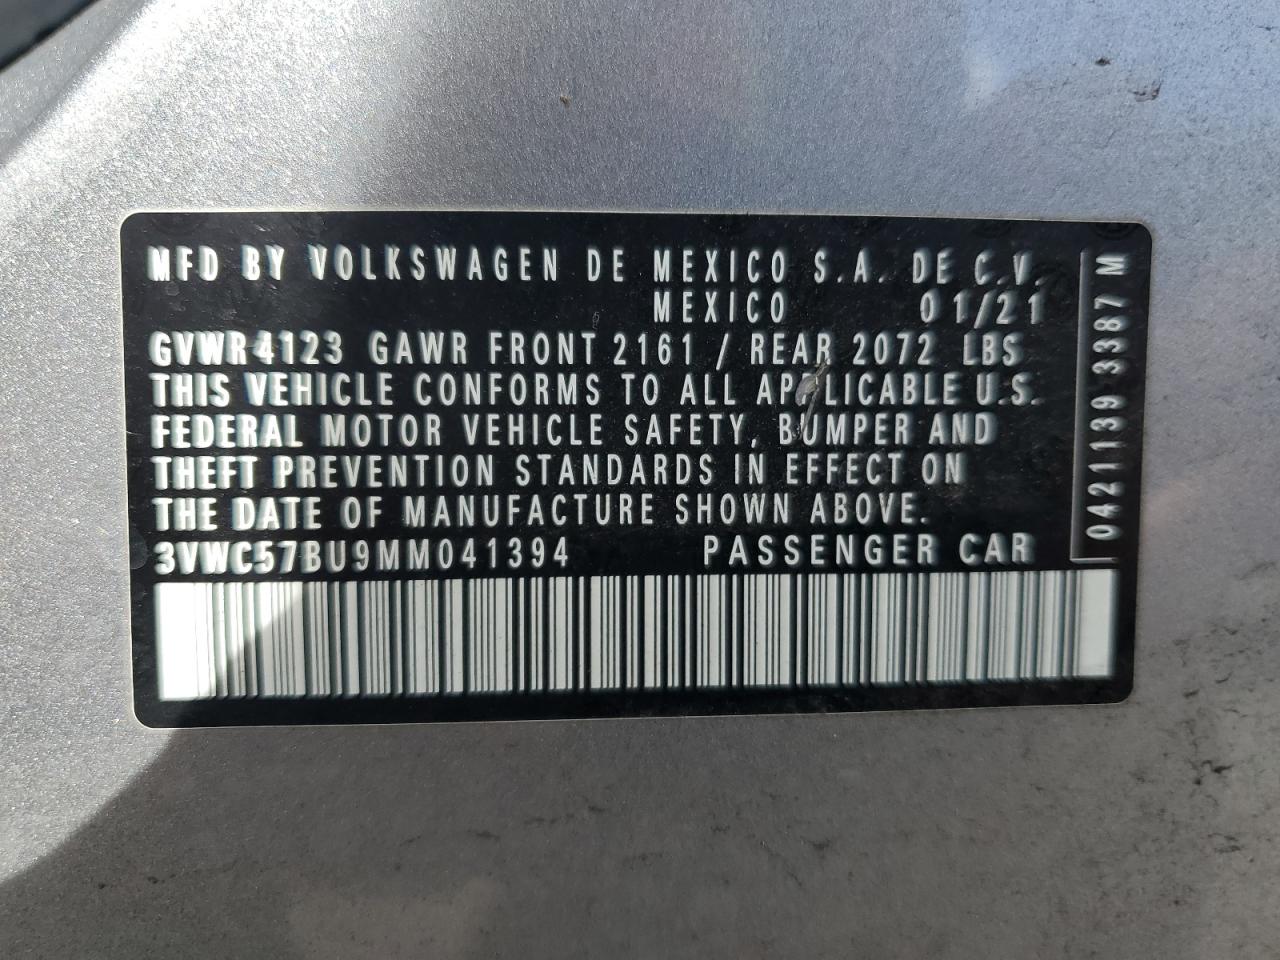 MFD BY VOLKSWAGEN DE MEXICO S.A. DE C.V.
MEXICO 01/21
GVWR4123 GAWR FRONT 2161 / REAR 2072 LBS
THIS VEHICLE CONFORMS TO ALL APPLICABLE U.S.
FEDERAL MOTOR VEHICLE SAFETY, BUMPER AND
THEFT PREVENTION STANDARDS IN EFFECT ON
THE DATE OF MANUFACTURE SHOWN ABOVE.
3VWC57BU9MM041394 PASSENGER CAR
0421139 3387 M